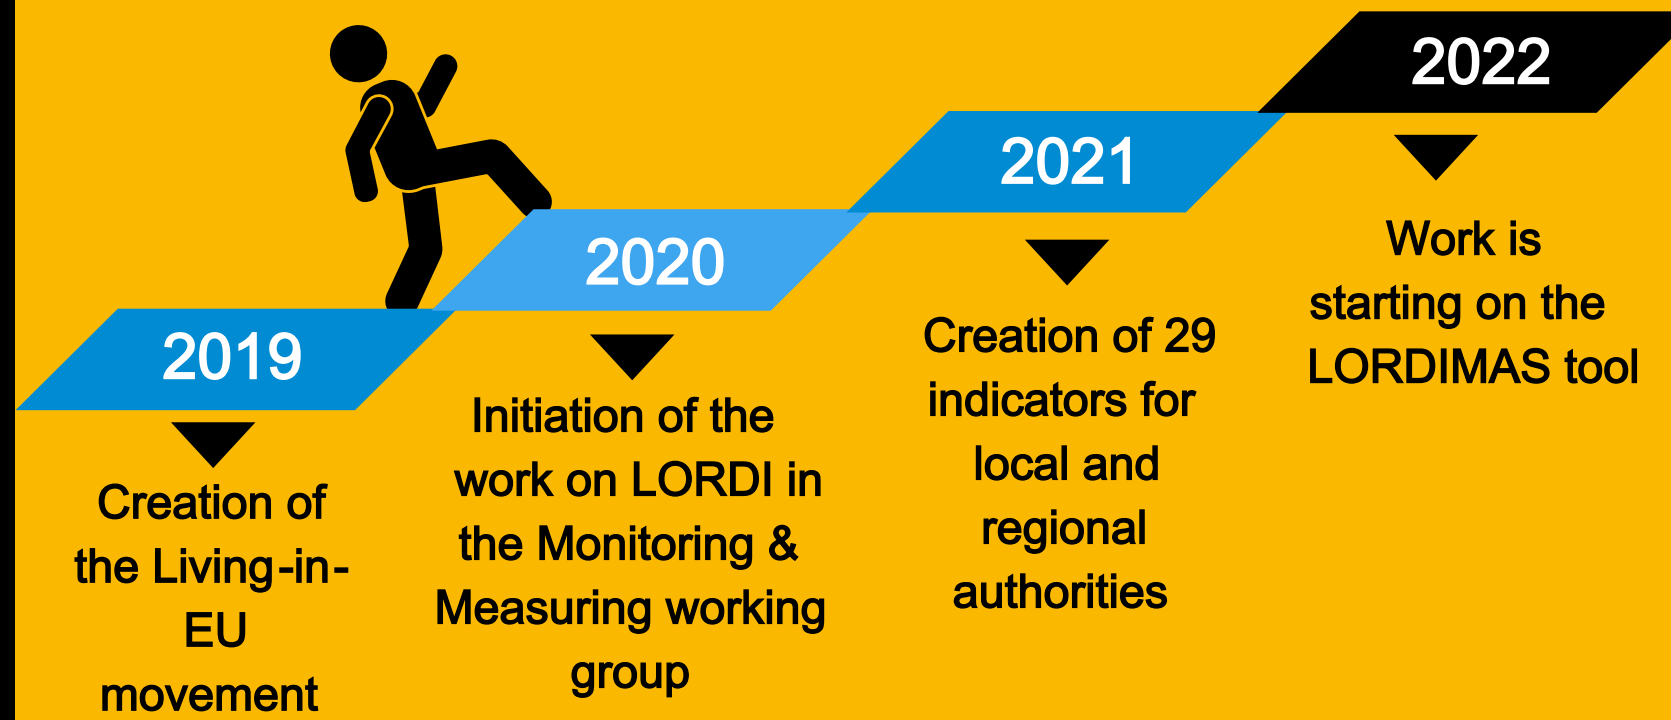 2019
Creation of
the Living-in-
EU
movement
2020
Initiation of the
work on LORDI in
the Monitoring &
Measuring working
group
2021
Creation of 29
indicators for
local and
regional
authorities
2022
Work is
starting on the
LORDIMAS tool